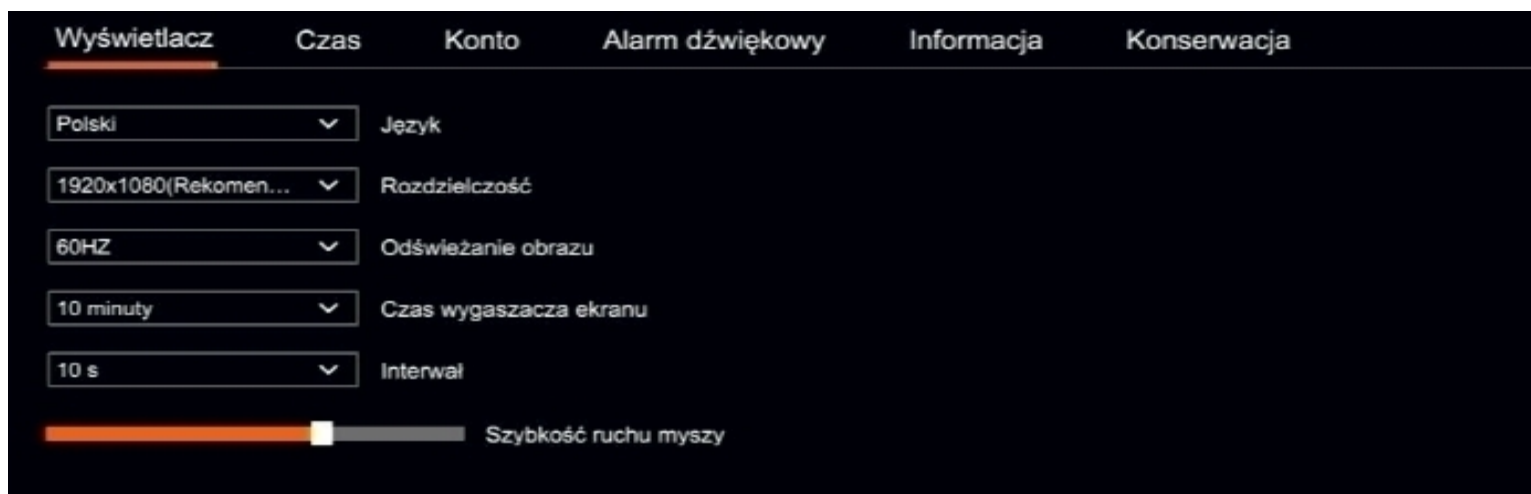 Wyświetlacz Czas Konto Alarm dźwiękowy Informacja Konserwacja
Polski Język
1920x1080(Rekomen... Rozdzielczość
60HZ Odświeżanie obrazu
10 minuty Czas wygaszacza ekranu
10 s Interwał
Szybkość ruchu myszy